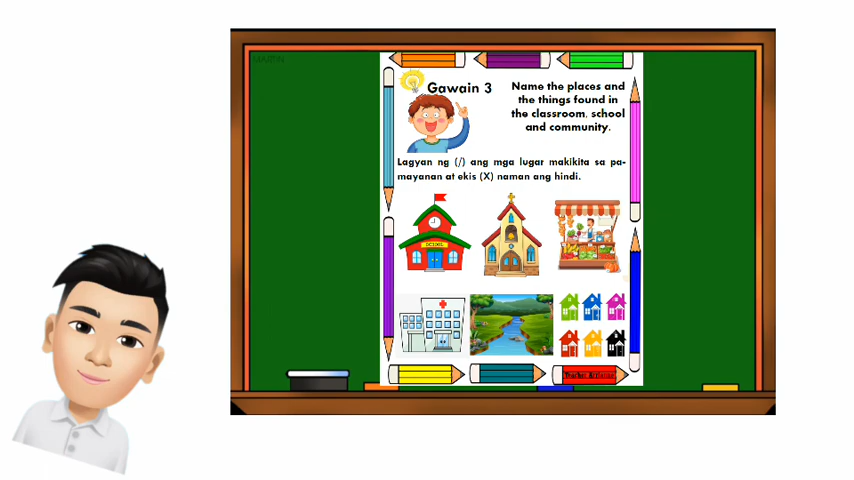 MARTIN
Gawain 3
Name the places and
the things found in
the classroom, school
and community.
Lagyan ng (/) ang mga lugar makikita sa pa-
mayanan at ekis (X) naman ang hindi.
SCHOOL